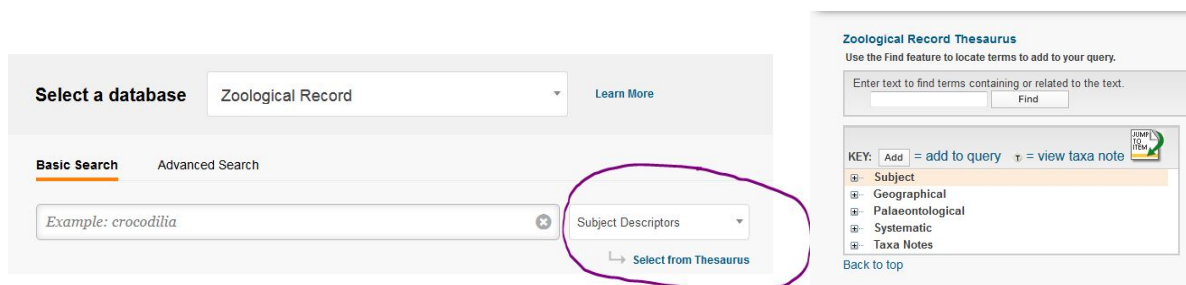 Select a database
Zoological Record
Learn More
Basic Search
Advanced Search
Example: crocodilia
Subject Descriptors
Select from Thesaurus
Zoological Record Thesaurus
Use the Find feature to locate terms to add to your query.
Enter text to find terms containing or related to the text.
Find
JUMP TO ITEM
KEY: Add = add to query T. = view taxa note
Subject
Geographical
Palaeontological
Systematic
Taxa Notes
Back to top